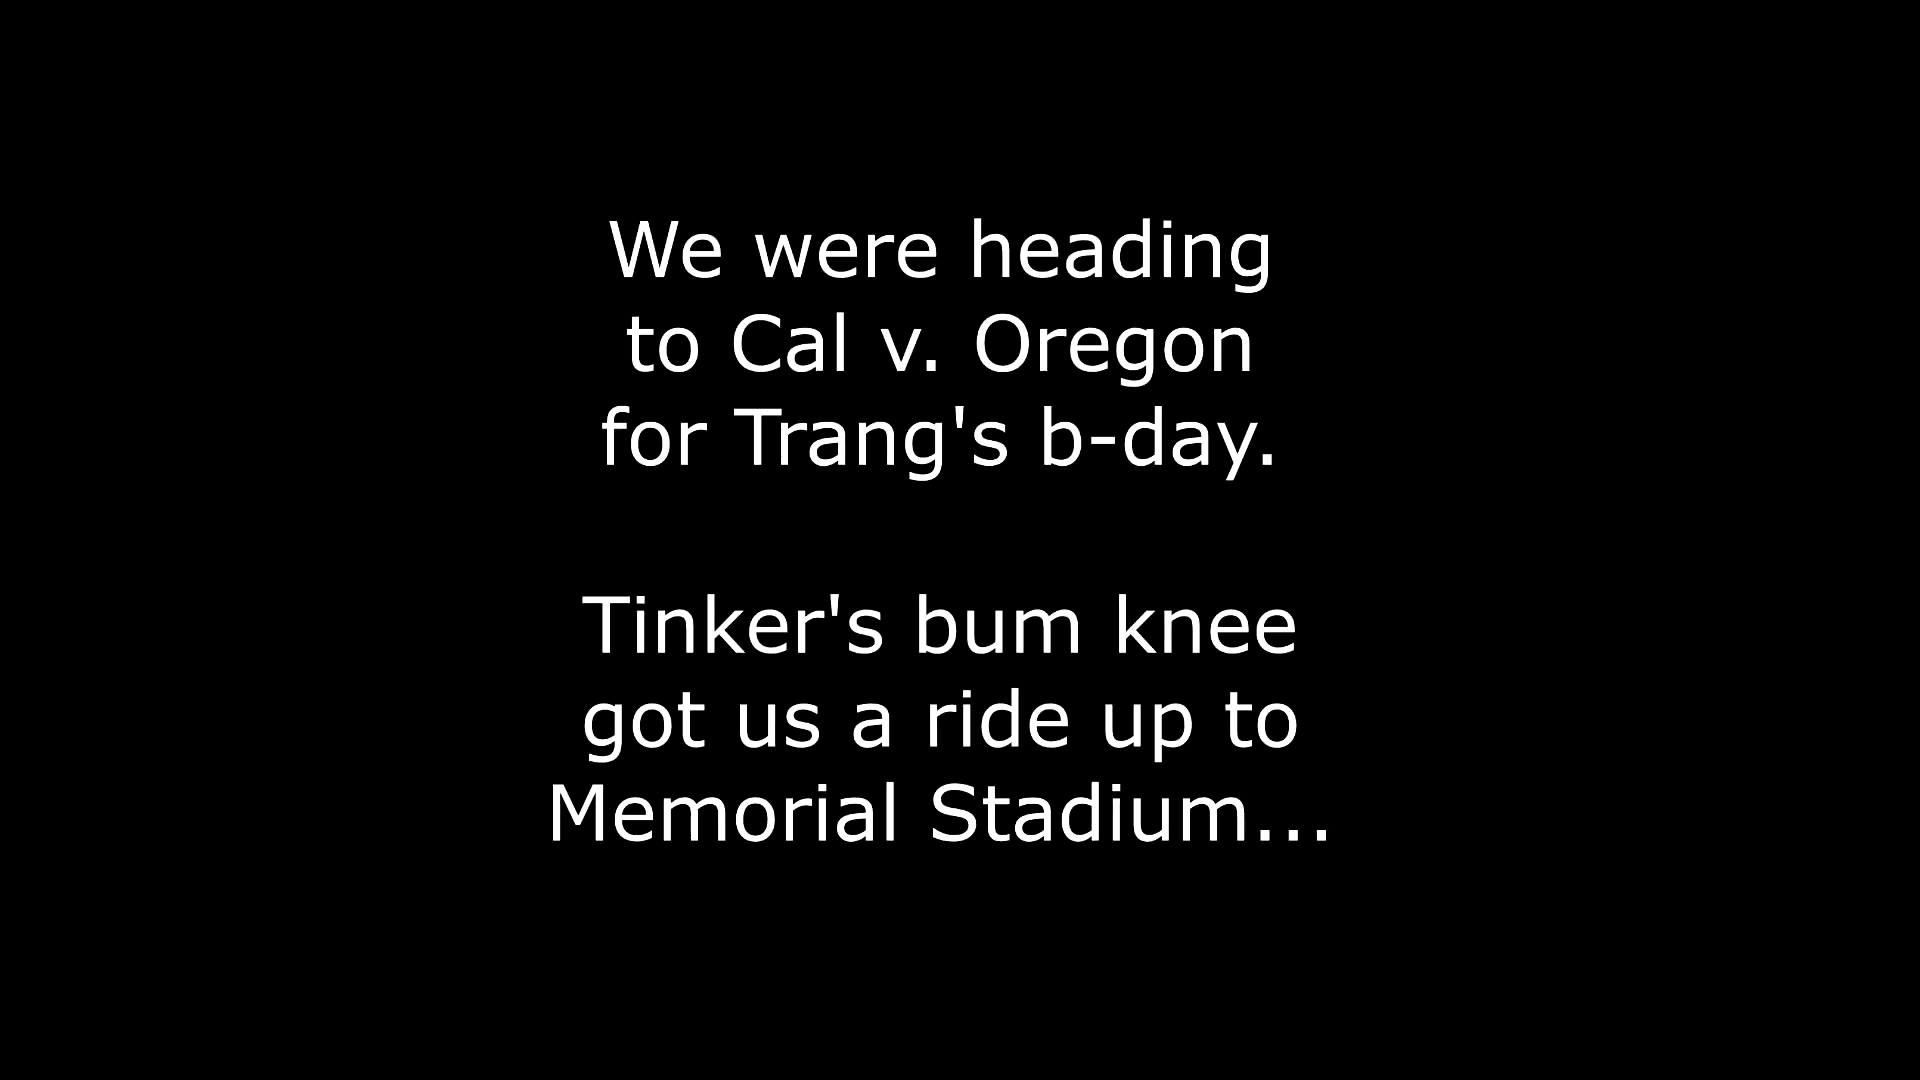 We were heading
to Cal v. Oregon
for Trang's b-day.
Tinker's bum knee
got us a ride up to
Memorial Stadium...